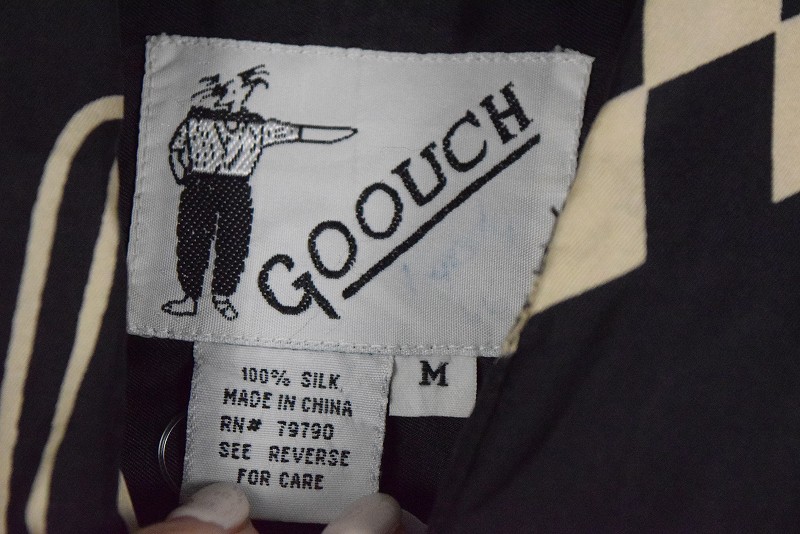 GOOUCH
100% SILK
MADE IN CHINA
RN# 79790
SEE REVERSE
FOR CARE
M